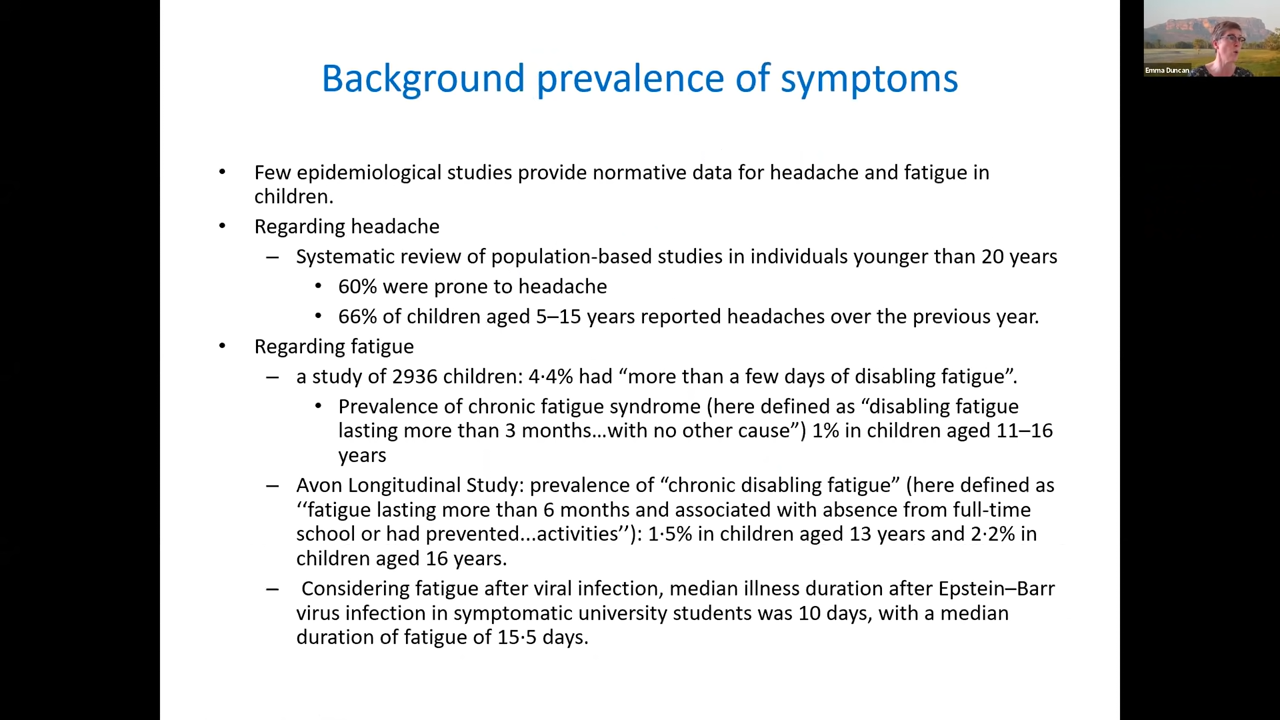 Background prevalence of symptoms
• Few epidemiological studies provide normative data for headache and fatigue in
children.
• Regarding headache
– Systematic review of population-based studies in individuals younger than 20 years
• 60% were prone to headache
• 66% of children aged 5–15 years reported headaches over the previous year.
• Regarding fatigue
– a study of 2936 children: 4·4% had “more than a few days of disabling fatigue”.
• Prevalence of chronic fatigue syndrome (here defined as “disabling fatigue
lasting more than 3 months…with no other cause”) 1% in children aged 11–16
years
– Avon Longitudinal Study: prevalence of “chronic disabling fatigue” (here defined as
‘‘fatigue lasting more than 6 months and associated with absence from full-time
school or had prevented...activities’’): 1·5% in children aged 13 years and 2·2% in
children aged 16 years.
– Considering fatigue after viral infection, median illness duration after Epstein–Barr
virus infection in symptomatic university students was 10 days, with a median
duration of fatigue of 15·5 days.
Emma Duncan